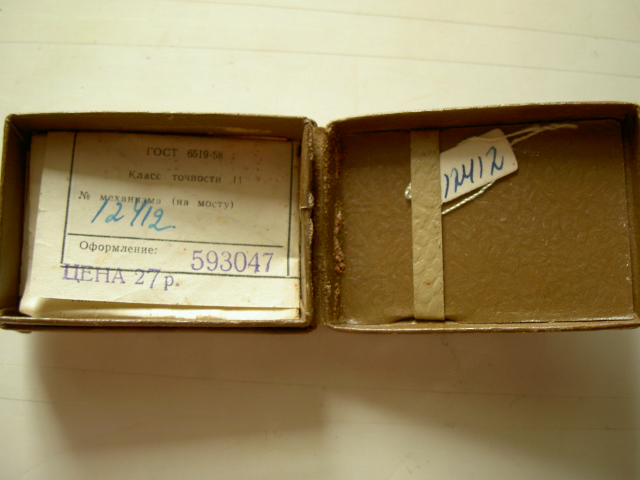 ГОСТ 6519-58
Класс точности II
№ механизма (на мосту)
12412
Оформление:
593047
ЦЕНА 27 р.
12412